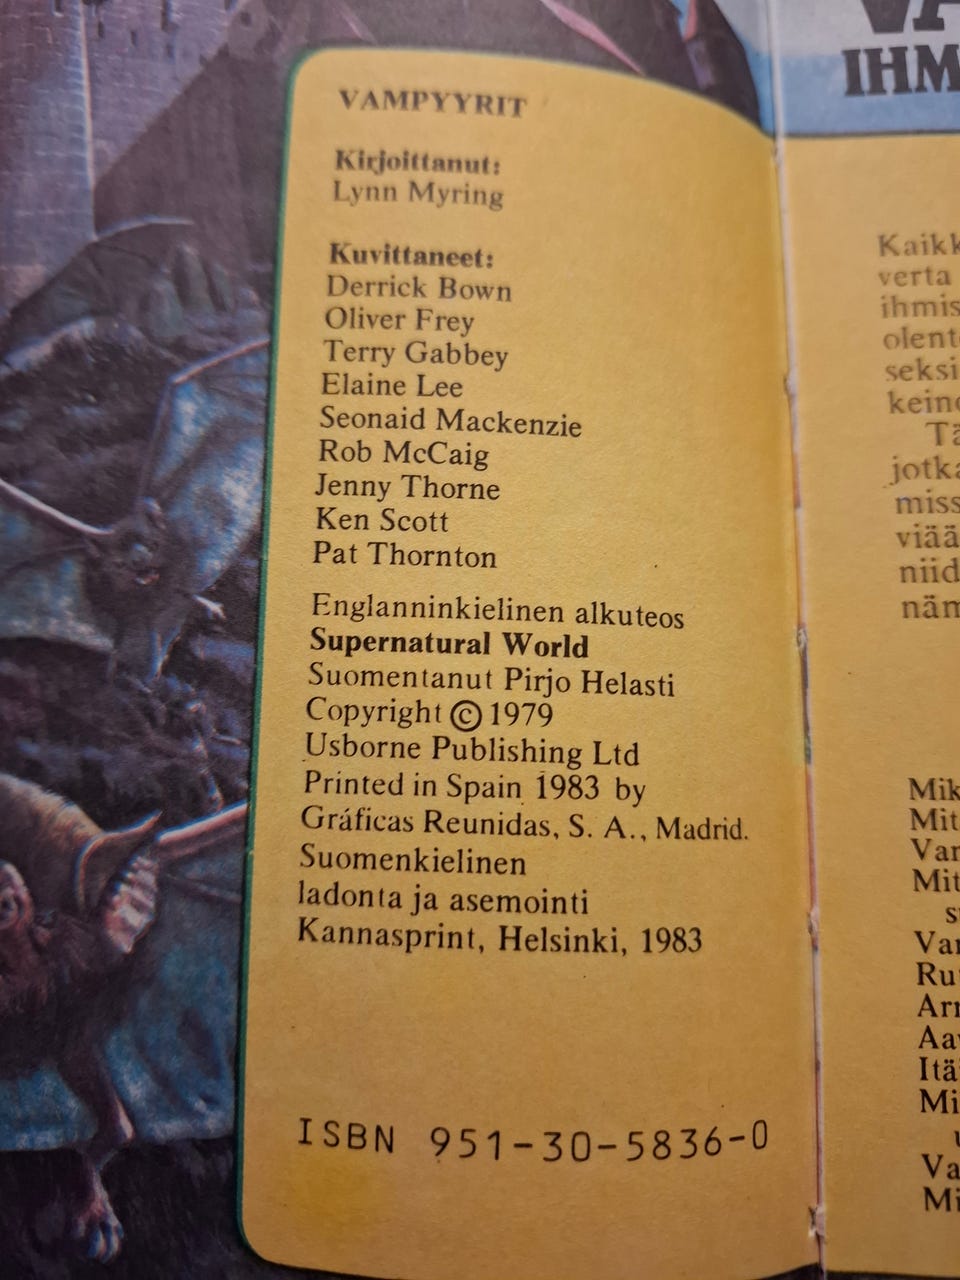 VAMPYYRIT
Kirjoittanut:
Lynn Myring
Kuvittaneet:
Derrick Bown
Oliver Frey
Terry Gabbey
Elaine Lee
Seonaid Mackenzie
Rob McCaig
Jenny Thorne
Ken Scott
Pat Thornton
Englanninkielinen alkuteos
Supernatural World
Suomentanut Pirjo Helasti
Copyright © 1979
Usborne Publishing Ltd
Printed in Spain 1983 by
Gráficas Reunidas, S. A., Madrid.
Suomenkielinen
ladonta ja asemointi
Kannasprint, Helsinki, 1983
ISBN 951-30-5836-0
verta